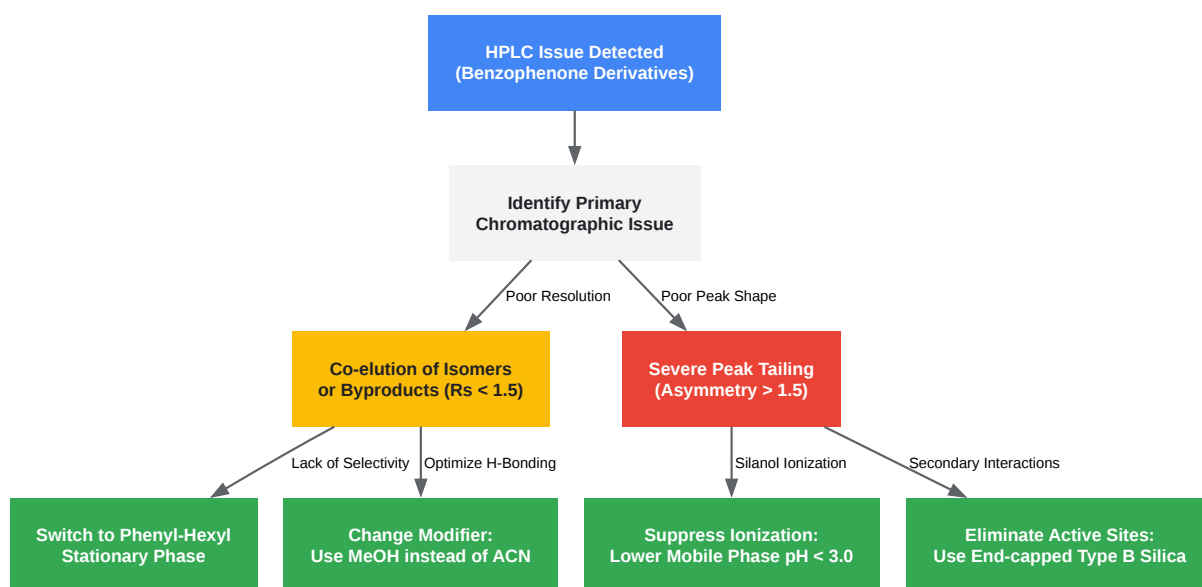 HPLC Issue Detected
(Benzophenone Derivatives)
Identify Primary
Chromatographic Issue
Poor Resolution
Poor Peak Shape
Co-elution of Isomers
or Byproducts (Rs < 1.5)
Severe Peak Tailing
(Asymmetry > 1.5)
Lack of Selectivity
Optimize H-Bonding
Silanol Ionization
Secondary Interactions
Switch to Phenyl-Hexyl
Stationary Phase
Change Modifier:
Use MeOH instead of ACN
Suppress Ionization:
Lower Mobile Phase pH < 3.0
Eliminate Active Sites:
Use End-capped Type B Silica